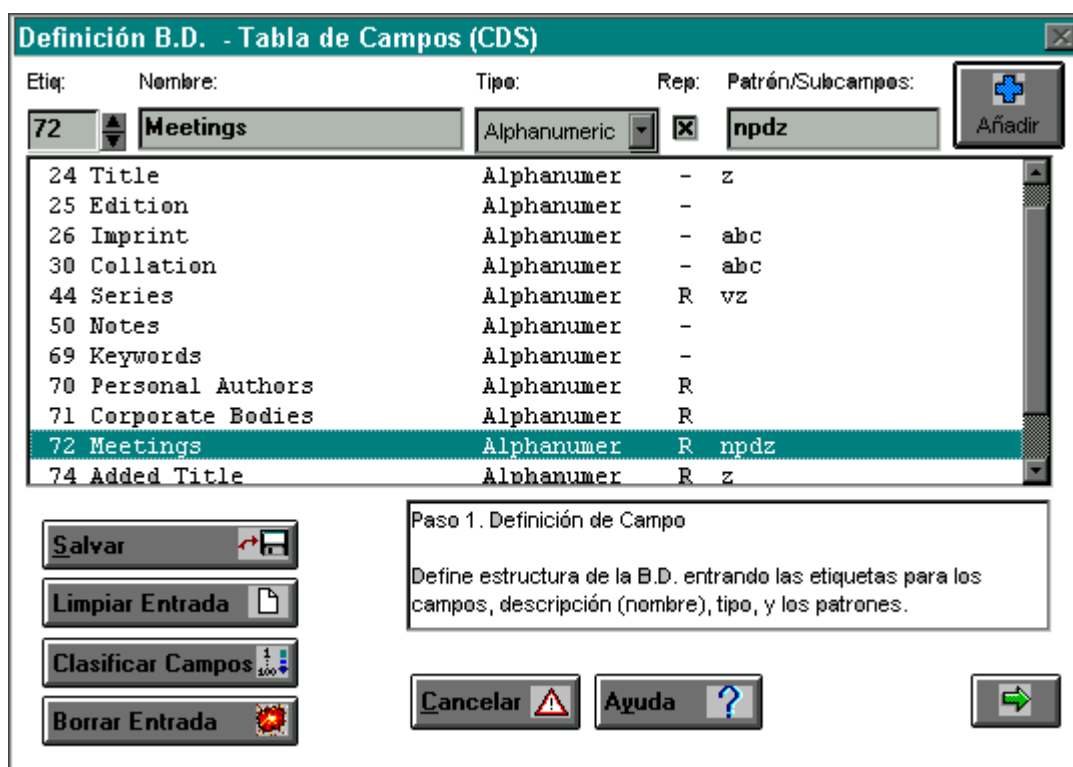 Definición B.D. - Tabla de Campos (CDS)
Etiq: Nombre: Tipo: Rep: Patrón/Subcampos:
72 Meetings Alphanumeric npdz Añadir
24 Title Alphanumer - z
25 Edition Alphanumer -
26 Imprint Alphanumer - abc
30 Collation Alphanumer - abc
44 Series Alphanumer R vz
50 Notes Alphanumer -
69 Keywords Alphanumer -
70 Personal Authors Alphanumer R
71 Corporate Bodies Alphanumer R
72 Meetings Alphanumer R npdz
74 Added Title Alphanumer R z
Salvar
Limpiar Entrada
Clasificar Campos 1 100
Borrar Entrada
Paso 1. Definición de Campo
Define estructura de la B.D. entrando las etiquetas para los
campos, descripción (nombre), tipo, y los patrones.
Cancelar Ayuda ?